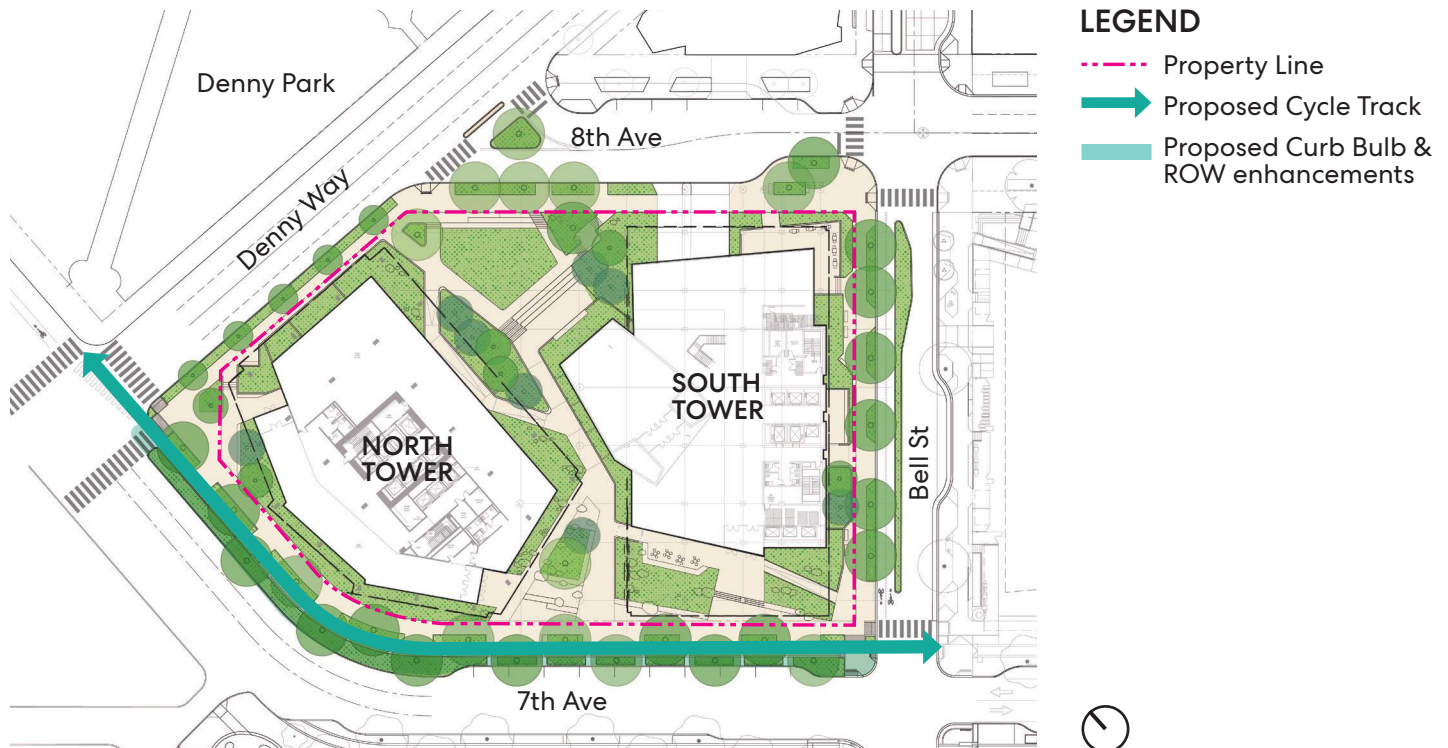 LEGEND
Property Line
Proposed Cycle Track
Proposed Curb Bulb &
ROW enhancements
Denny Park
8th Ave
Denny Way
SOUTH
TOWER
NORTH
TOWER
Bell St
7th Ave